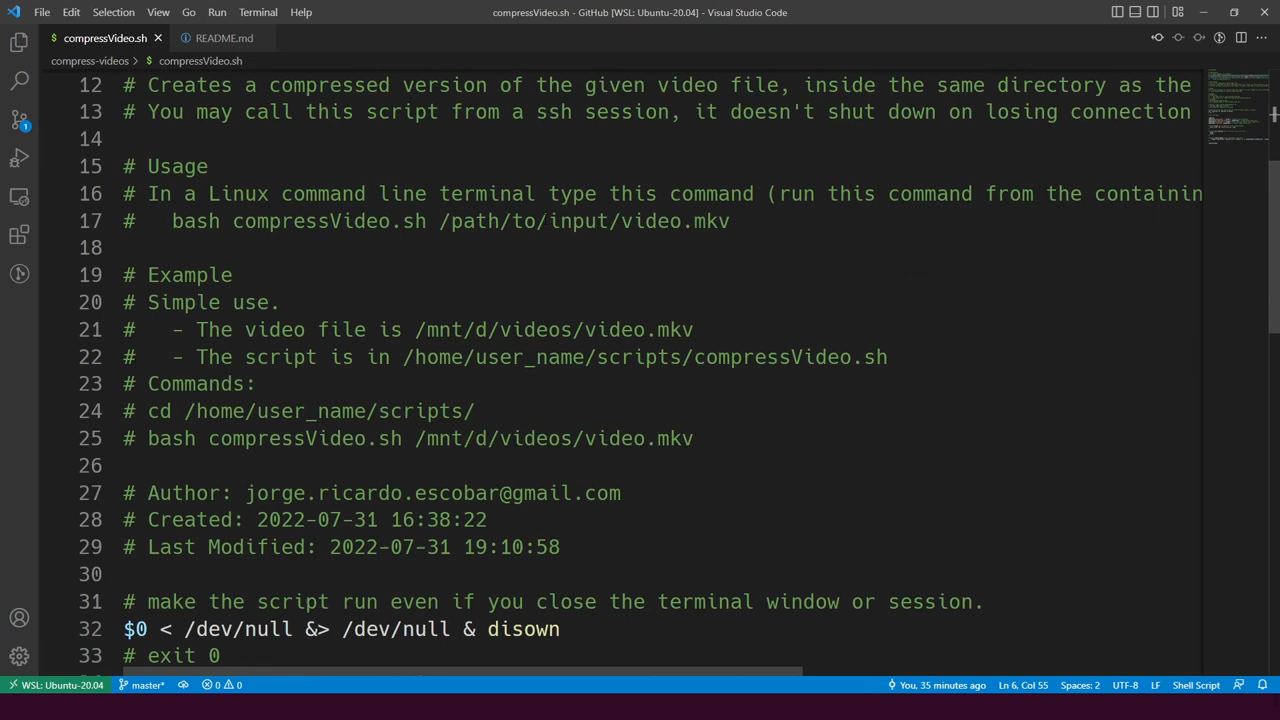 File Edit Selection View Go Run Terminal Help compressVideo.sh - GitHub [WSL: Ubuntu-20.04] - Visual Studio Code
$ compressVideo.sh README.md
compress-videos > $ compressVideo.sh
12 # Creates a compressed version of the given video file, inside the same directory as the
13 # You may call this script from a ssh session, it doesn't shut down on losing connection
14
15 # Usage
16 # In a Linux command line terminal type this command (run this command from the containin
17 #   bash compressVideo.sh /path/to/input/video.mkv
18
19 # Example
20 # Simple use.
21 #   - The video file is /mnt/d/videos/video.mkv
22 #   - The script is in /home/user_name/scripts/compressVideo.sh
23 # Commands:
24 # cd /home/user_name/scripts/
25 # bash compressVideo.sh /mnt/d/videos/video.mkv
26
27 # Author: jorge.ricardo.escobar@gmail.com
28 # Created: 2022-07-31 16:38:22
29 # Last Modified: 2022-07-31 19:10:58
30
31 # make the script run even if you close the terminal window or session.
32 $0 < /dev/null &> /dev/null & disown
33 # exit 0
1
WSL: Ubuntu-20.04 master* 0 0 You, 35 minutes ago Ln 6, Col 55 Spaces: 2 UTF-8 LF Shell Script